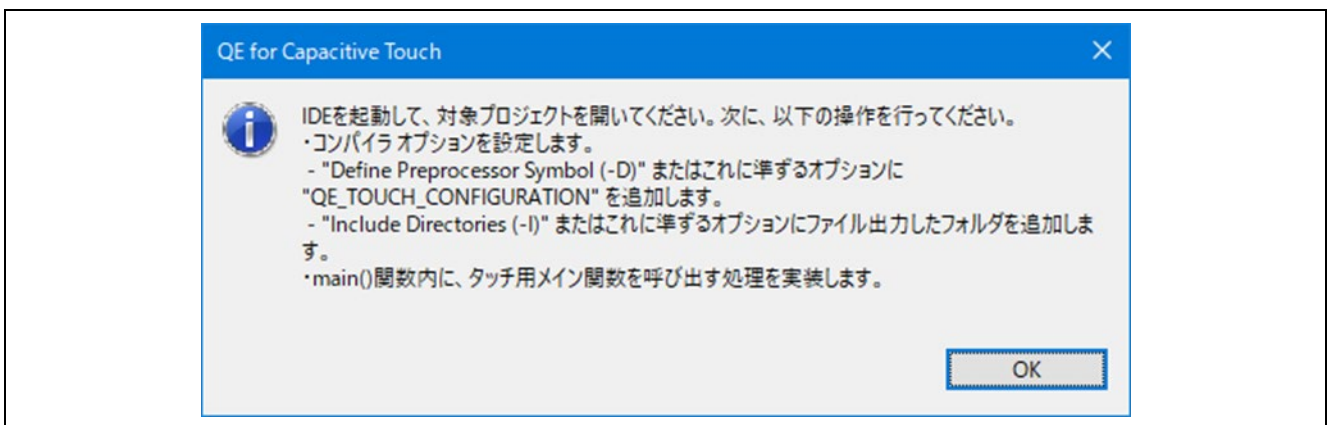 QE for Capacitive Touch
IDEを起動して、対象プロジェクトを開いてください。次に、以下の操作を行ってください。
・コンパイラ オプションを設定します。
- "Define Preprocessor Symbol (-D)" またはこれに準ずるオプションに
"QE_TOUCH_CONFIGURATION" を追加します。
- "Include Directories (-I)" またはこれに準ずるオプションにファイル出力したフォルダを追加しま
す。
・main()関数内に、タッチ用メイン関数を呼び出す処理を実装します。
OK